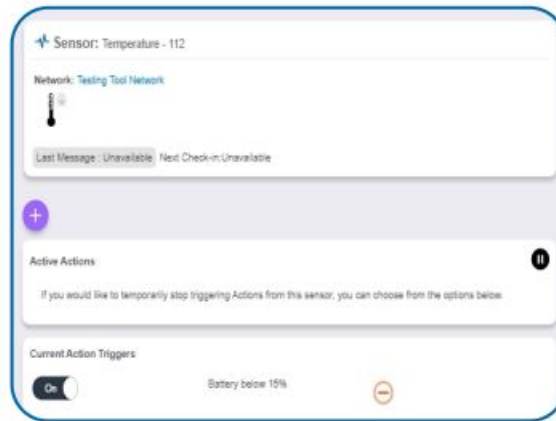 Sensor: Temperature - 112
Network: Testing Tool Network
Last Message : Unavailable Next Check-in:Unavailable
Active Actions
If you would like to temporarily stop triggering Actions from this sensor, you can choose from the options below.
Current Action Triggers
On Battery below 15%